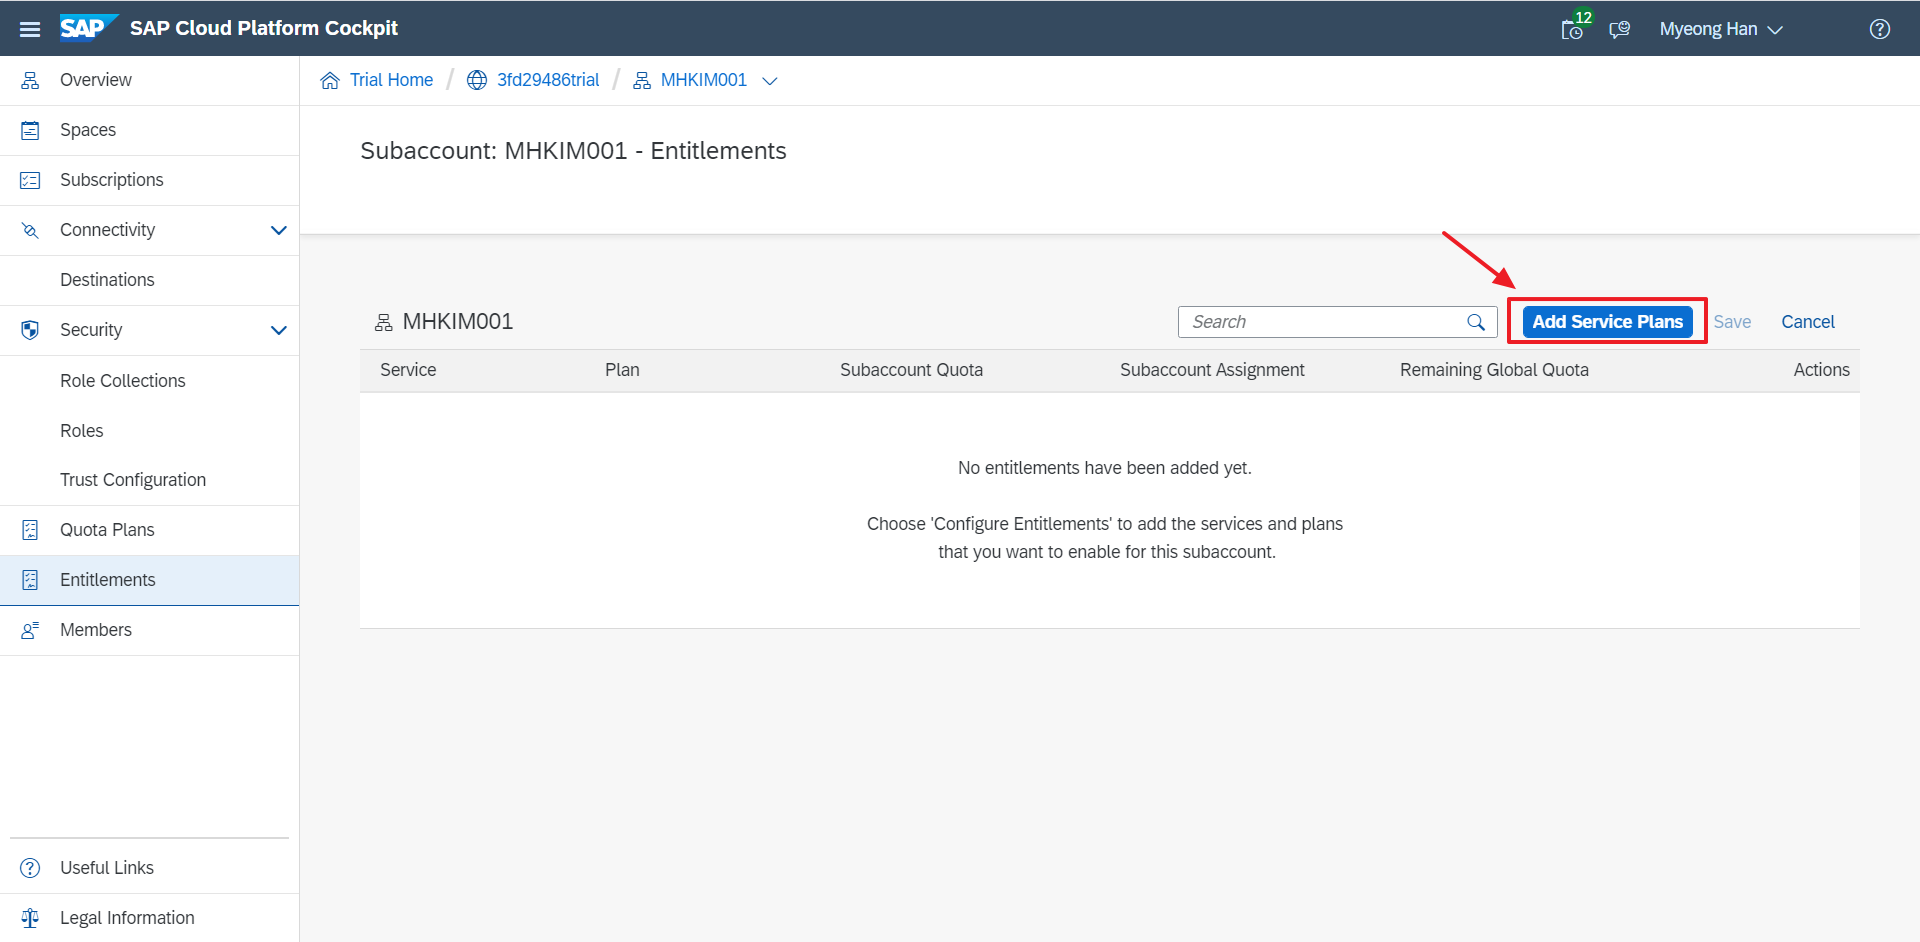 SAP SAP Cloud Platform Cockpit 12 Myeong Han
Overview
Spaces
Subscriptions
Connectivity
Destinations
Security
Role Collections
Roles
Trust Configuration
Quota Plans
Entitlements
Members
Useful Links
Legal Information
Trial Home / 3fd29486trial / MHKIM001
Subaccount: MHKIM001 - Entitlements
MHKIM001 Search Add Service Plans Save Cancel
Service Plan Subaccount Quota Subaccount Assignment Remaining Global Quota Actions
No entitlements have been added yet.
Choose 'Configure Entitlements' to add the services and plans
that you want to enable for this subaccount.